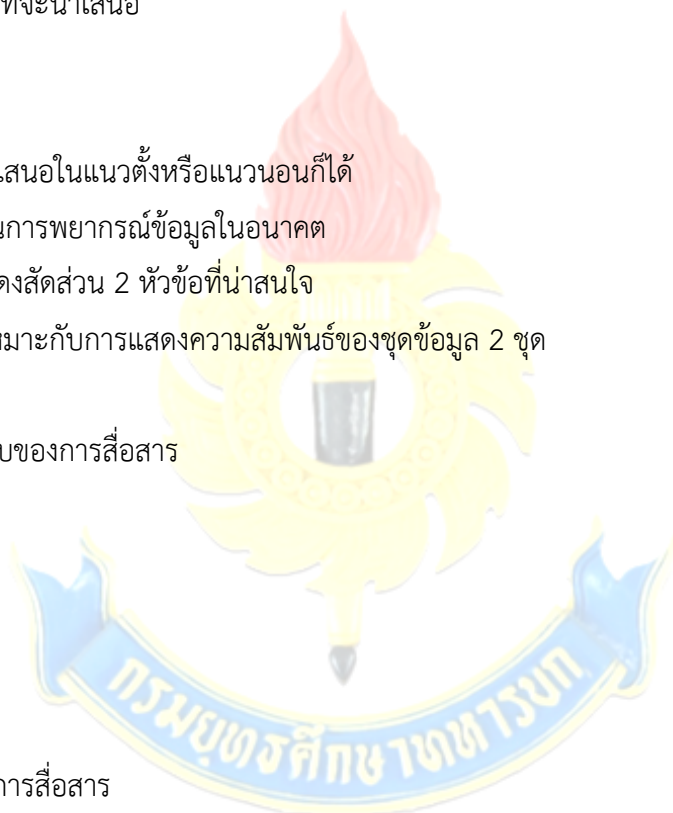 ที่จะนำเสนอ
เสนอในแนวตั้งหรือแนวนอนก็ได้
นการพยากรณ์ข้อมูลในอนาคต
ดงสัดส่วน 2 หัวข้อที่น่าสนใจ
หมาะกับการแสดงความสัมพันธ์ของชุดข้อมูล 2 ชุด
บของการสื่อสาร
กรมยุทธศึกษาทหารบก
การสื่อสาร